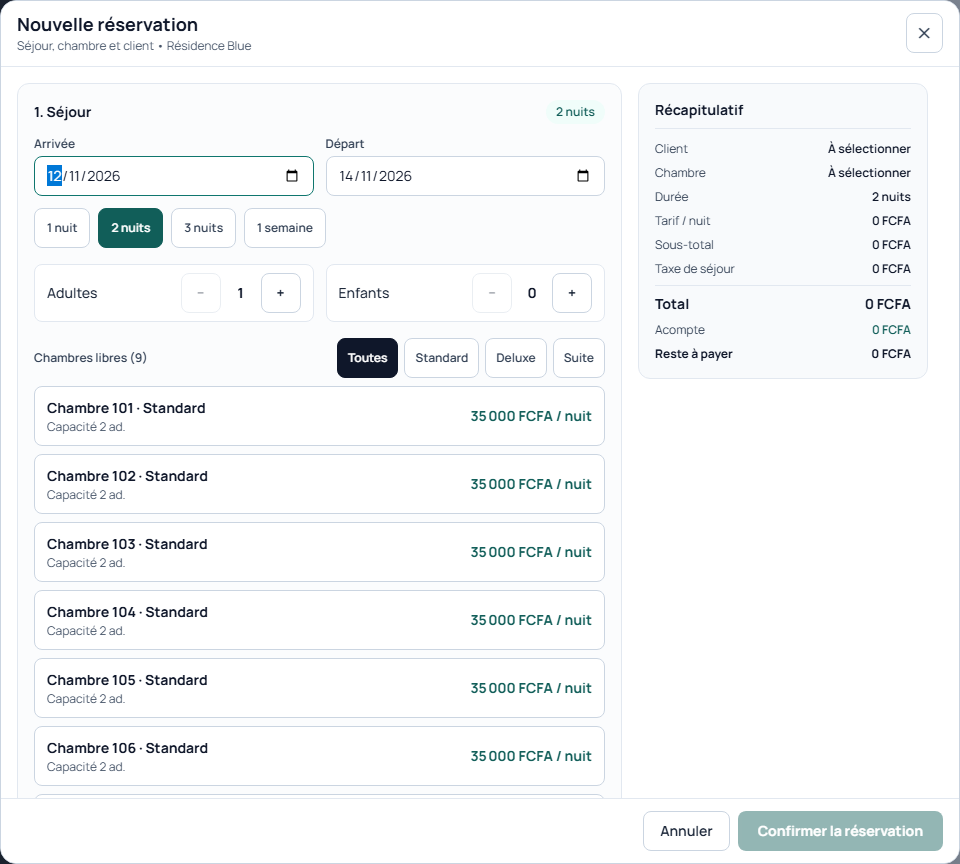 Nouvelle réservation
Séjour, chambre et client • Résidence Blue
1. Séjour
2 nuits
Arrivée
Départ
12/11/2026
14/11/2026
1 nuit
2 nuits
3 nuits
1 semaine
Adultes
−
1
+
Enfants
−
0
+
Chambres libres (9)
Toutes
Standard
Deluxe
Suite
Chambre 101 · Standard
Capacité 2 ad.
35 000 FCFA / nuit
Chambre 102 · Standard
Capacité 2 ad.
35 000 FCFA / nuit
Chambre 103 · Standard
Capacité 2 ad.
35 000 FCFA / nuit
Chambre 104 · Standard
Capacité 2 ad.
35 000 FCFA / nuit
Chambre 105 · Standard
Capacité 2 ad.
35 000 FCFA / nuit
Chambre 106 · Standard
Capacité 2 ad.
35 000 FCFA / nuit
Récapitulatif
Client À sélectionner
Chambre À sélectionner
Durée 2 nuits
Tarif / nuit 0 FCFA
Sous-total 0 FCFA
Taxe de séjour 0 FCFA
Total 0 FCFA
Acompte 0 FCFA
Reste à payer 0 FCFA
Annuler
Confirmer la réservation